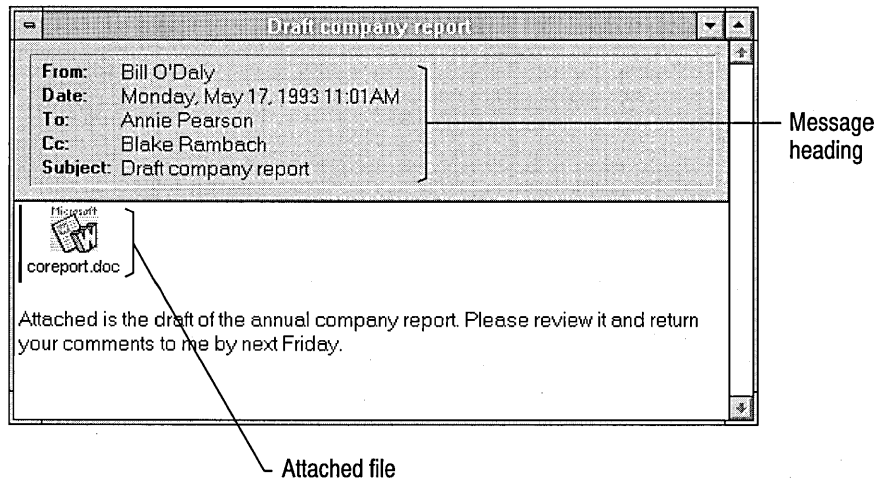 Draft company report
From: Bill O'Daly
Date: Monday, May 17, 1993 11:01AM
To: Annie Pearson
Cc: Blake Rambach
Subject: Draft company report
Message
heading
Microsoft
W
coreport.doc
Attached is the draft of the annual company report. Please review it and return
your comments to me by next Friday.
Attached file